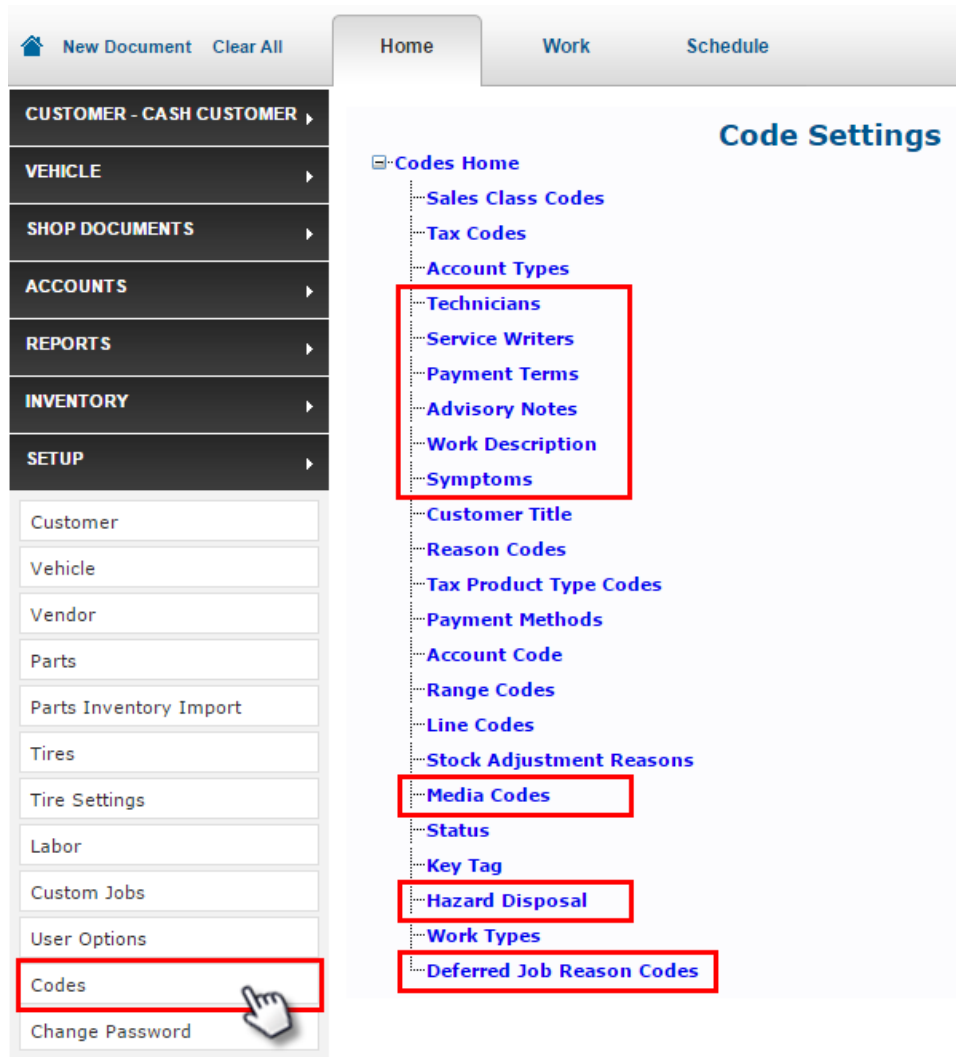 New Document Clear All Home Work Schedule
CUSTOMER - CASH CUSTOMER
VEHICLE
SHOP DOCUMENTS
ACCOUNTS
REPORTS
INVENTORY
SETUP
Customer
Vehicle
Vendor
Parts
Parts Inventory Import
Tires
Tire Settings
Labor
Custom Jobs
User Options
Codes
Change Password
Code Settings
Codes Home
Sales Class Codes
Tax Codes
Account Types
Technicians
Service Writers
Payment Terms
Advisory Notes
Work Description
Symptoms
Customer Title
Reason Codes
Tax Product Type Codes
Payment Methods
Account Code
Range Codes
Line Codes
Stock Adjustment Reasons
Media Codes
Status
Key Tag
Hazard Disposal
Work Types
Deferred Job Reason Codes